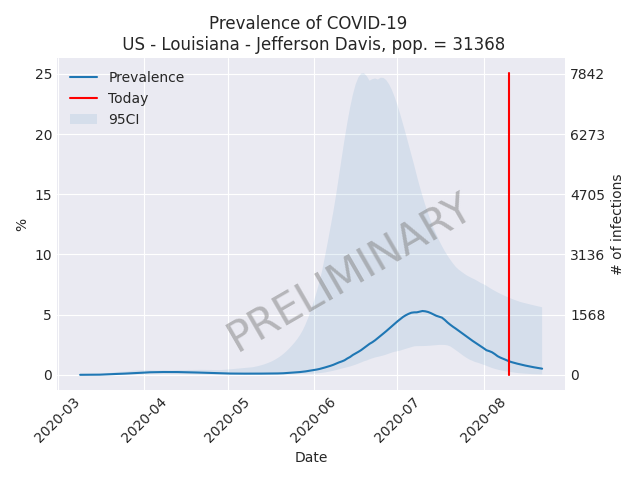 Prevalence of COVID-19
US - Louisiana - Jefferson Davis, pop. = 31368
Prevalence
Today
95CI
25
20
15
10
5
0
%
7842
6273
4705
3136
1568
0
# of infections
PRELIMINARY
2020-03
2020-04
2020-05
2020-06
2020-07
2020-08
Date